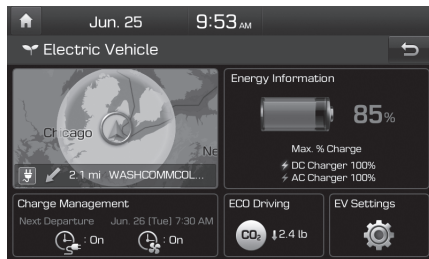 Jun. 25 9:53 AM
Electric Vehicle
Energy Information
85%
Chicago
Ne
Max. % Charge
2.1 mi WASHCOMMCOL...
DC Charger 100%
AC Charger 100%
Charge Management
Next Departure Jun. 26 (Tue) 7:30 AM
: On : On
ECO Driving
CO₂ 2.4 lb
EV Settings